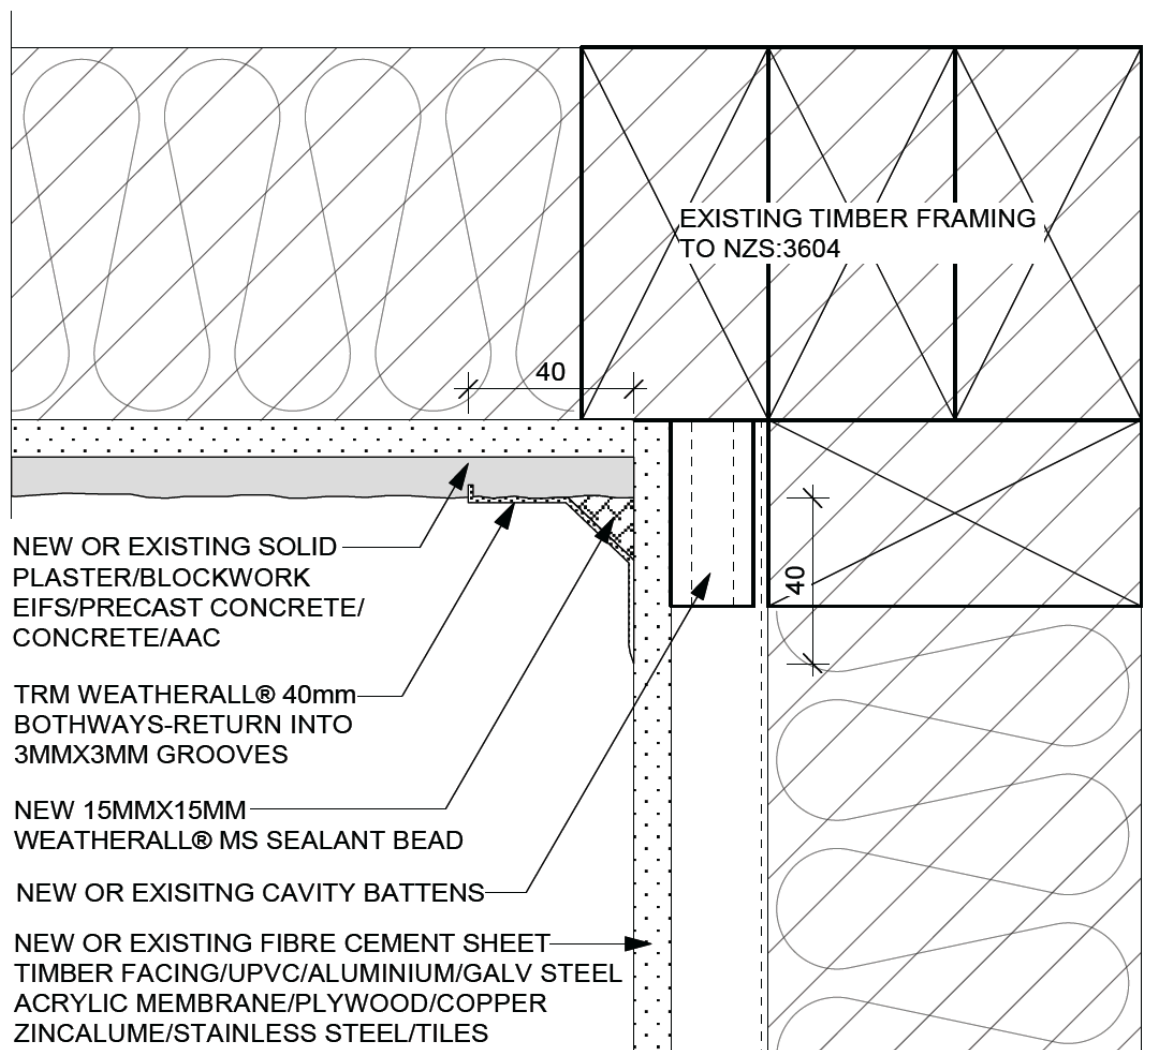 EXISTING TIMBER FRAMING
TO NZS:3604
40
40
NEW OR EXISTING SOLID
PLASTER/BLOCKWORK
EIFS/PRECAST CONCRETE/
CONCRETE/AAC
TRM WEATHERALL® 40mm
BOTHWAYS-RETURN INTO
3MMX3MM GROOVES
NEW 15MMX15MM
WEATHERALL® MS SEALANT BEAD
NEW OR EXISITNG CAVITY BATTENS
NEW OR EXISTING FIBRE CEMENT SHEET
TIMBER FACING/UPVC/ALUMINIUM/GALV STEEL
ACRYLIC MEMBRANE/PLYWOOD/COPPER
ZINCALUME/STAINLESS STEEL/TILES